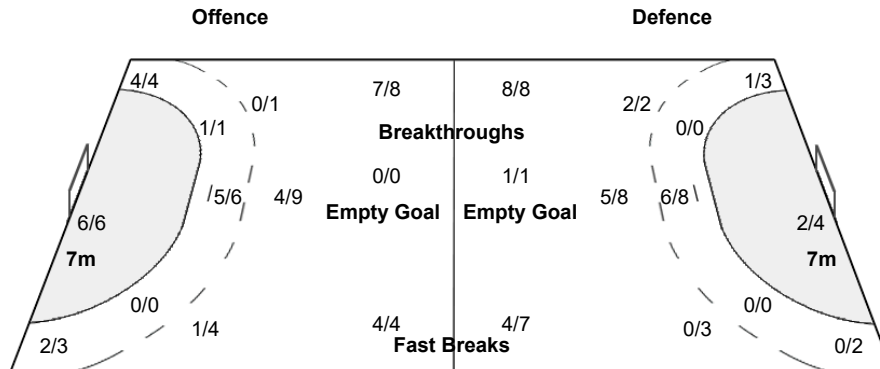 Offence Defence
4/4 7/8 8/8 1/3
0/1 2/2
1/1 Breakthroughs 0/0
0/0 1/1
5/6 4/9 5/8 6/8
Empty Goal Empty Goal
6/6 2/4
7m 7m
0/0 0/0
1/4 4/4 4/7 0/3
2/3 Fast Breaks 0/2